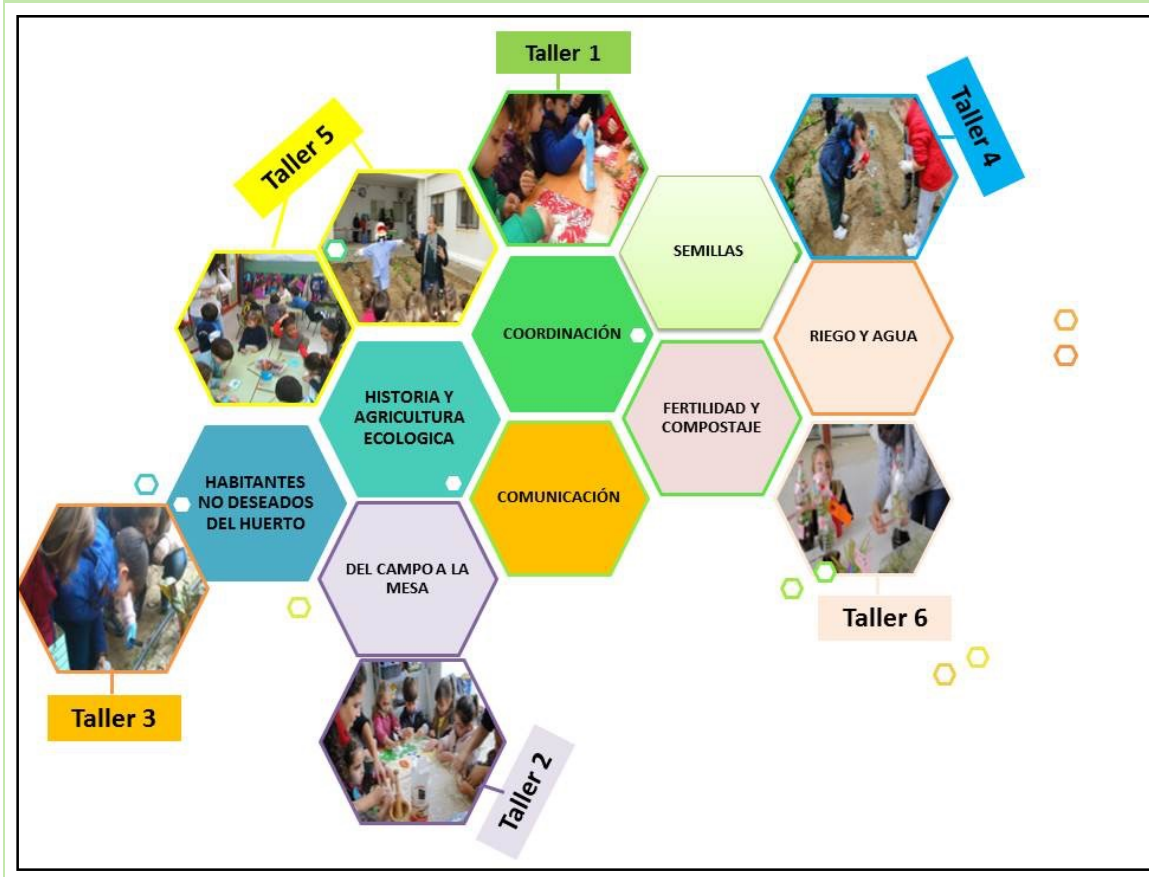 Taller 1
Taller 4
Taller 5
SEMILLAS
COORDINACIÓN
RIEGO Y AGUA
HISTORIA Y
AGRICULTURA
ECOLOGICA
FERTILIDAD Y
COMPOSTAJE
HABITANTES
NO DESEADOS
DEL HUERTO
COMUNICACIÓN
DEL CAMPO A LA
MESA
Taller 6
Taller 3
Taller 2